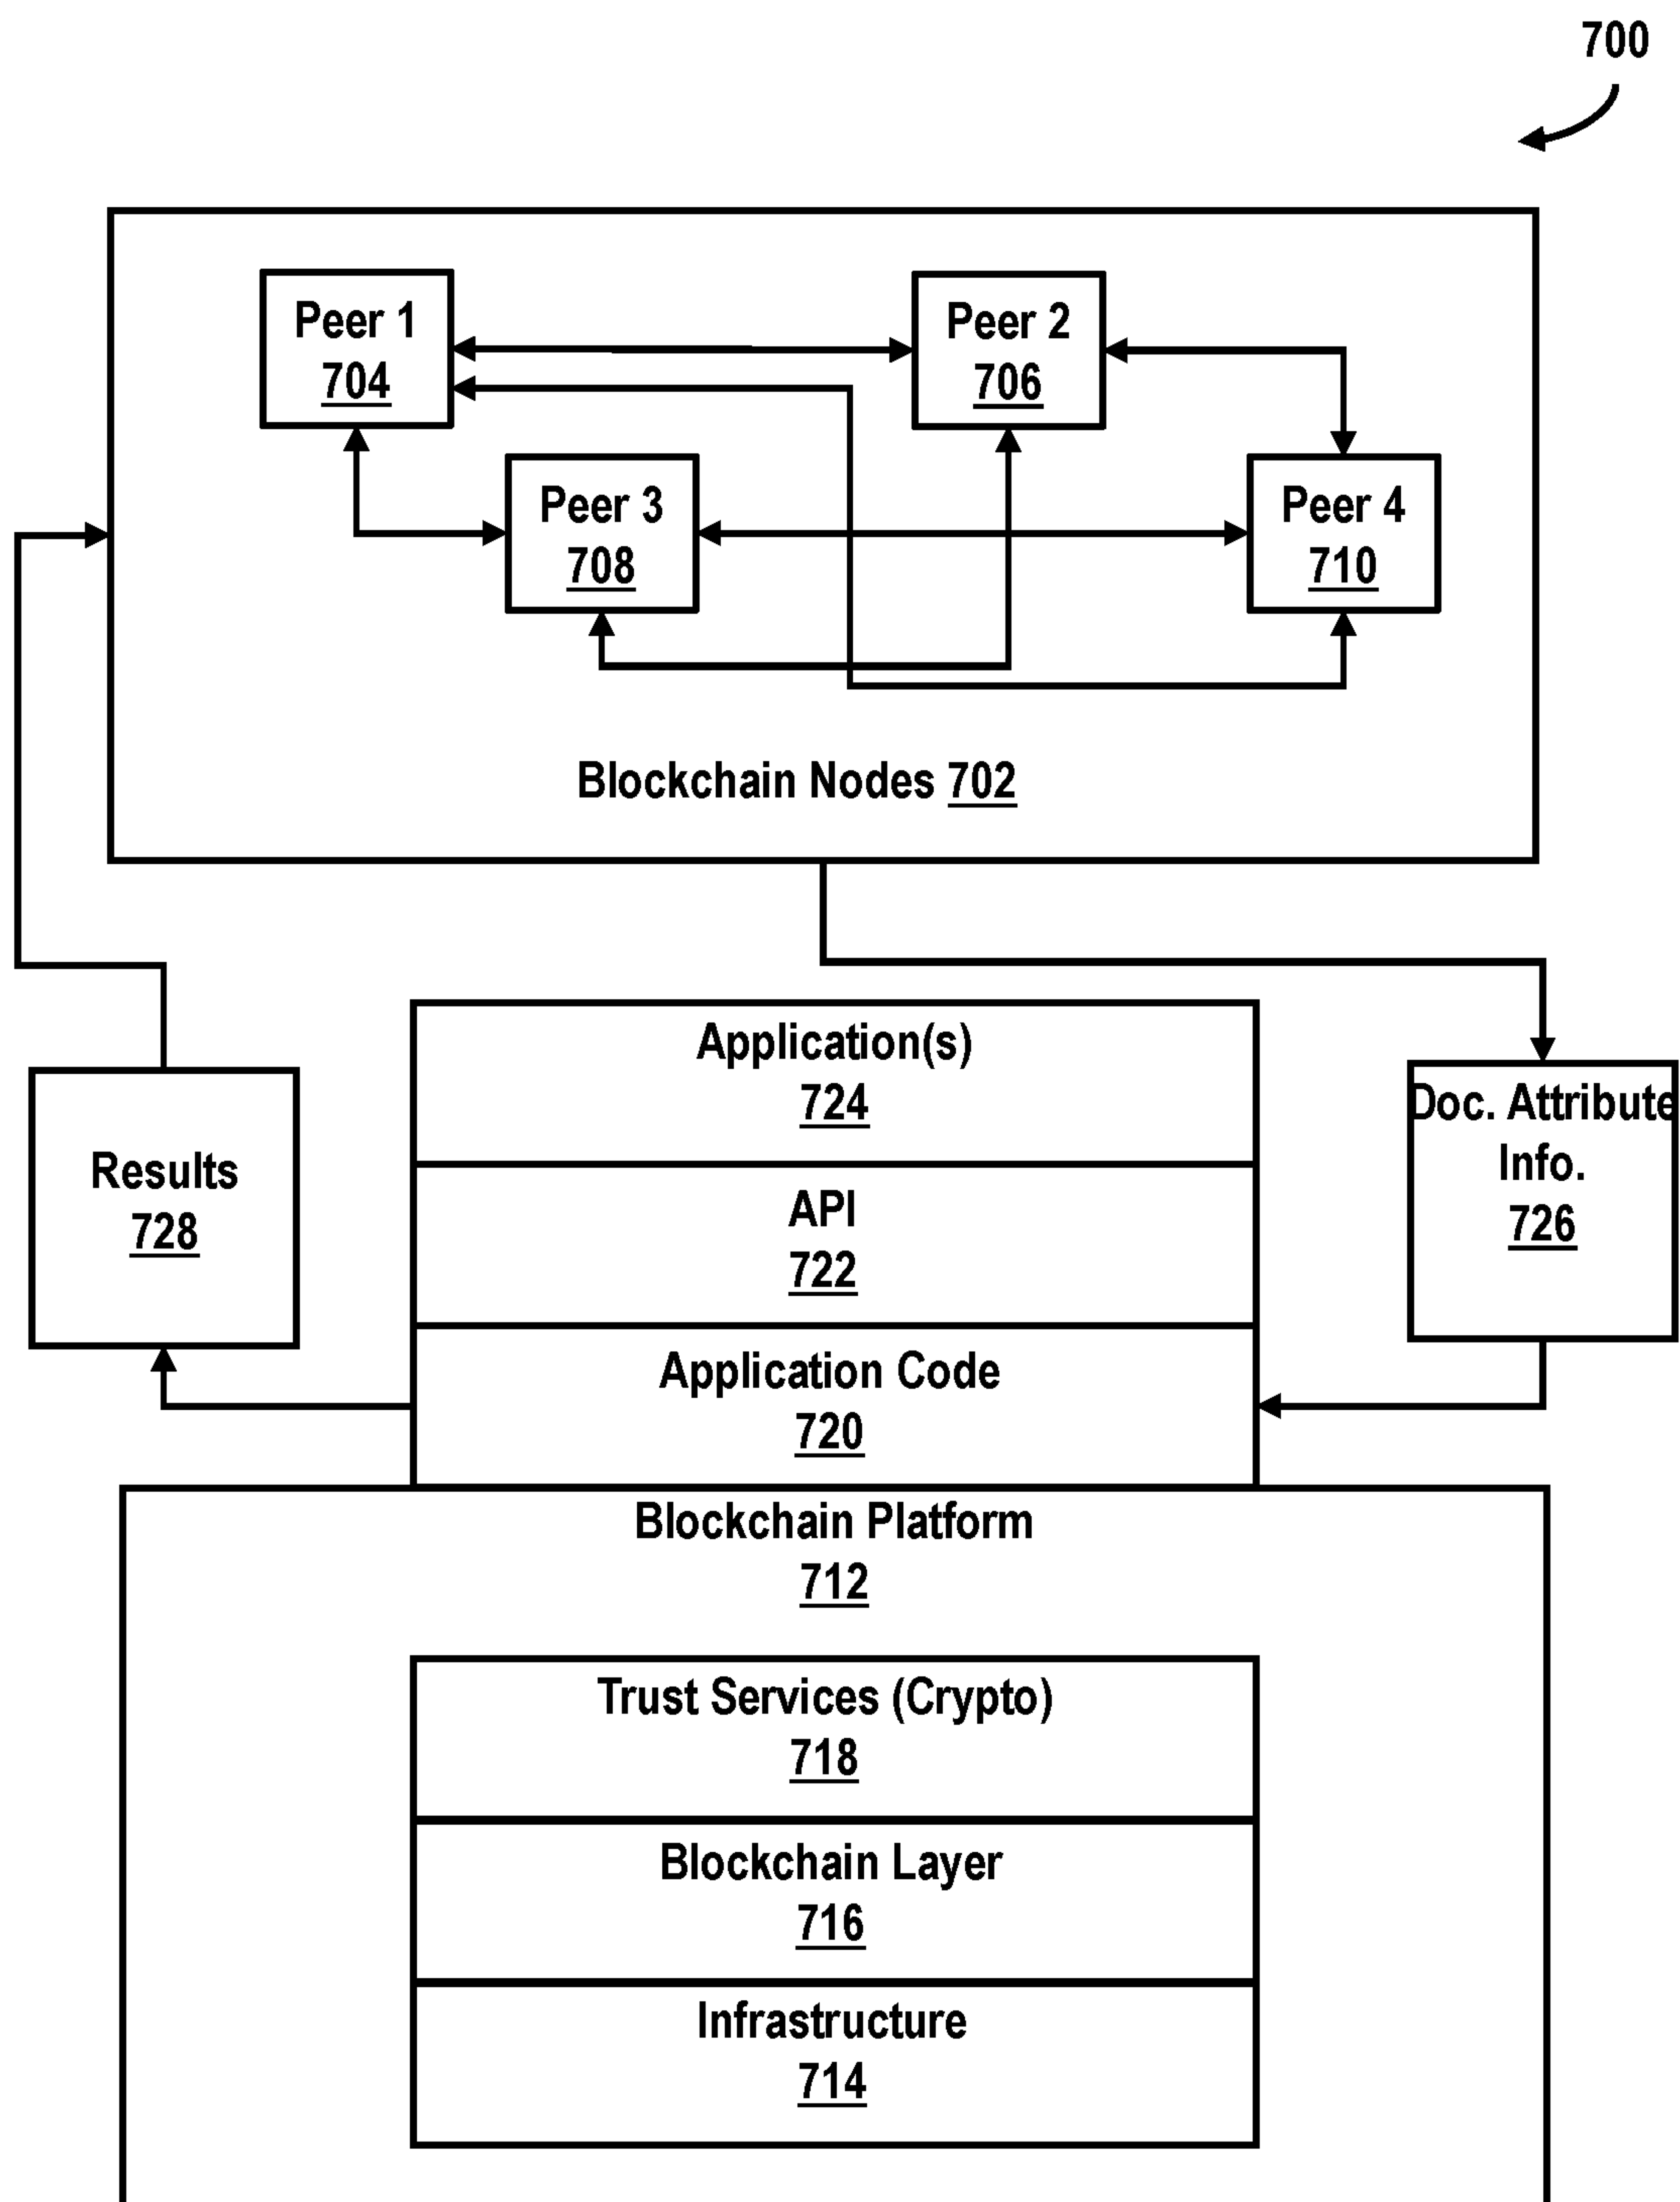 700
Peer 1
704
Peer 2
706
Peer 3
708
Peer 4
710
Blockchain Nodes 702
Application(s)
724
API
722
Application Code
720
Results
728
Doc. Attribute
Info.
726
Blockchain Platform
712
Trust Services (Crypto)
718
Blockchain Layer
716
Infrastructure
714